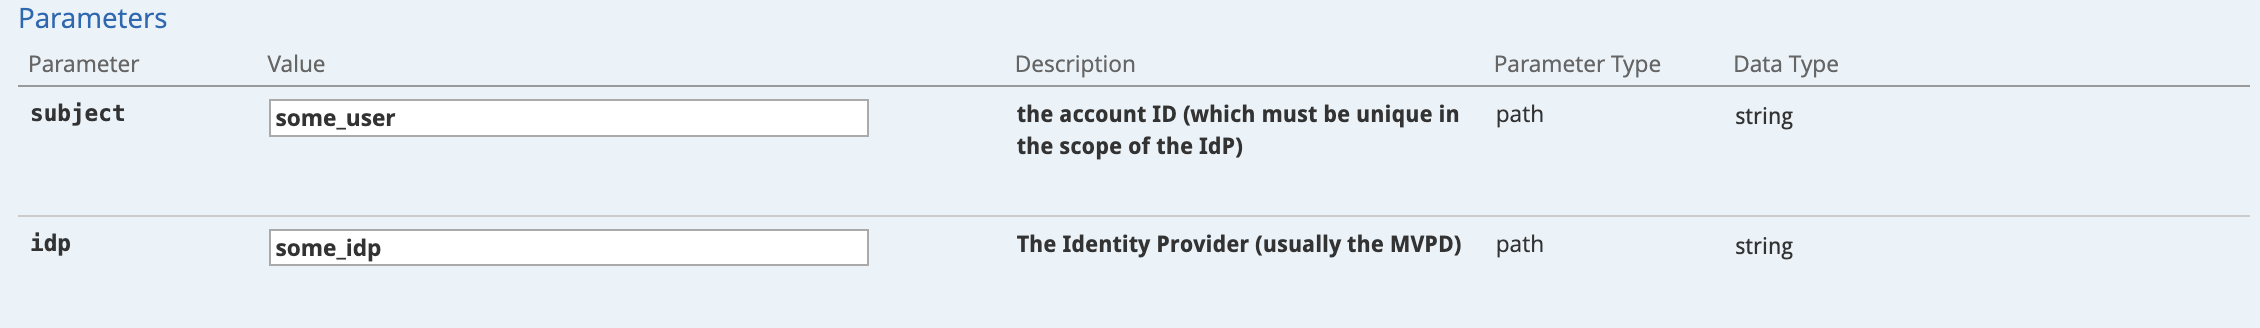 Parameters
Parameter Value Description Parameter Type Data Type
subject some_user the account ID (which must be unique in path string
the scope of the IdP)
idp some_idp The Identity Provider (usually the MVPD) path string